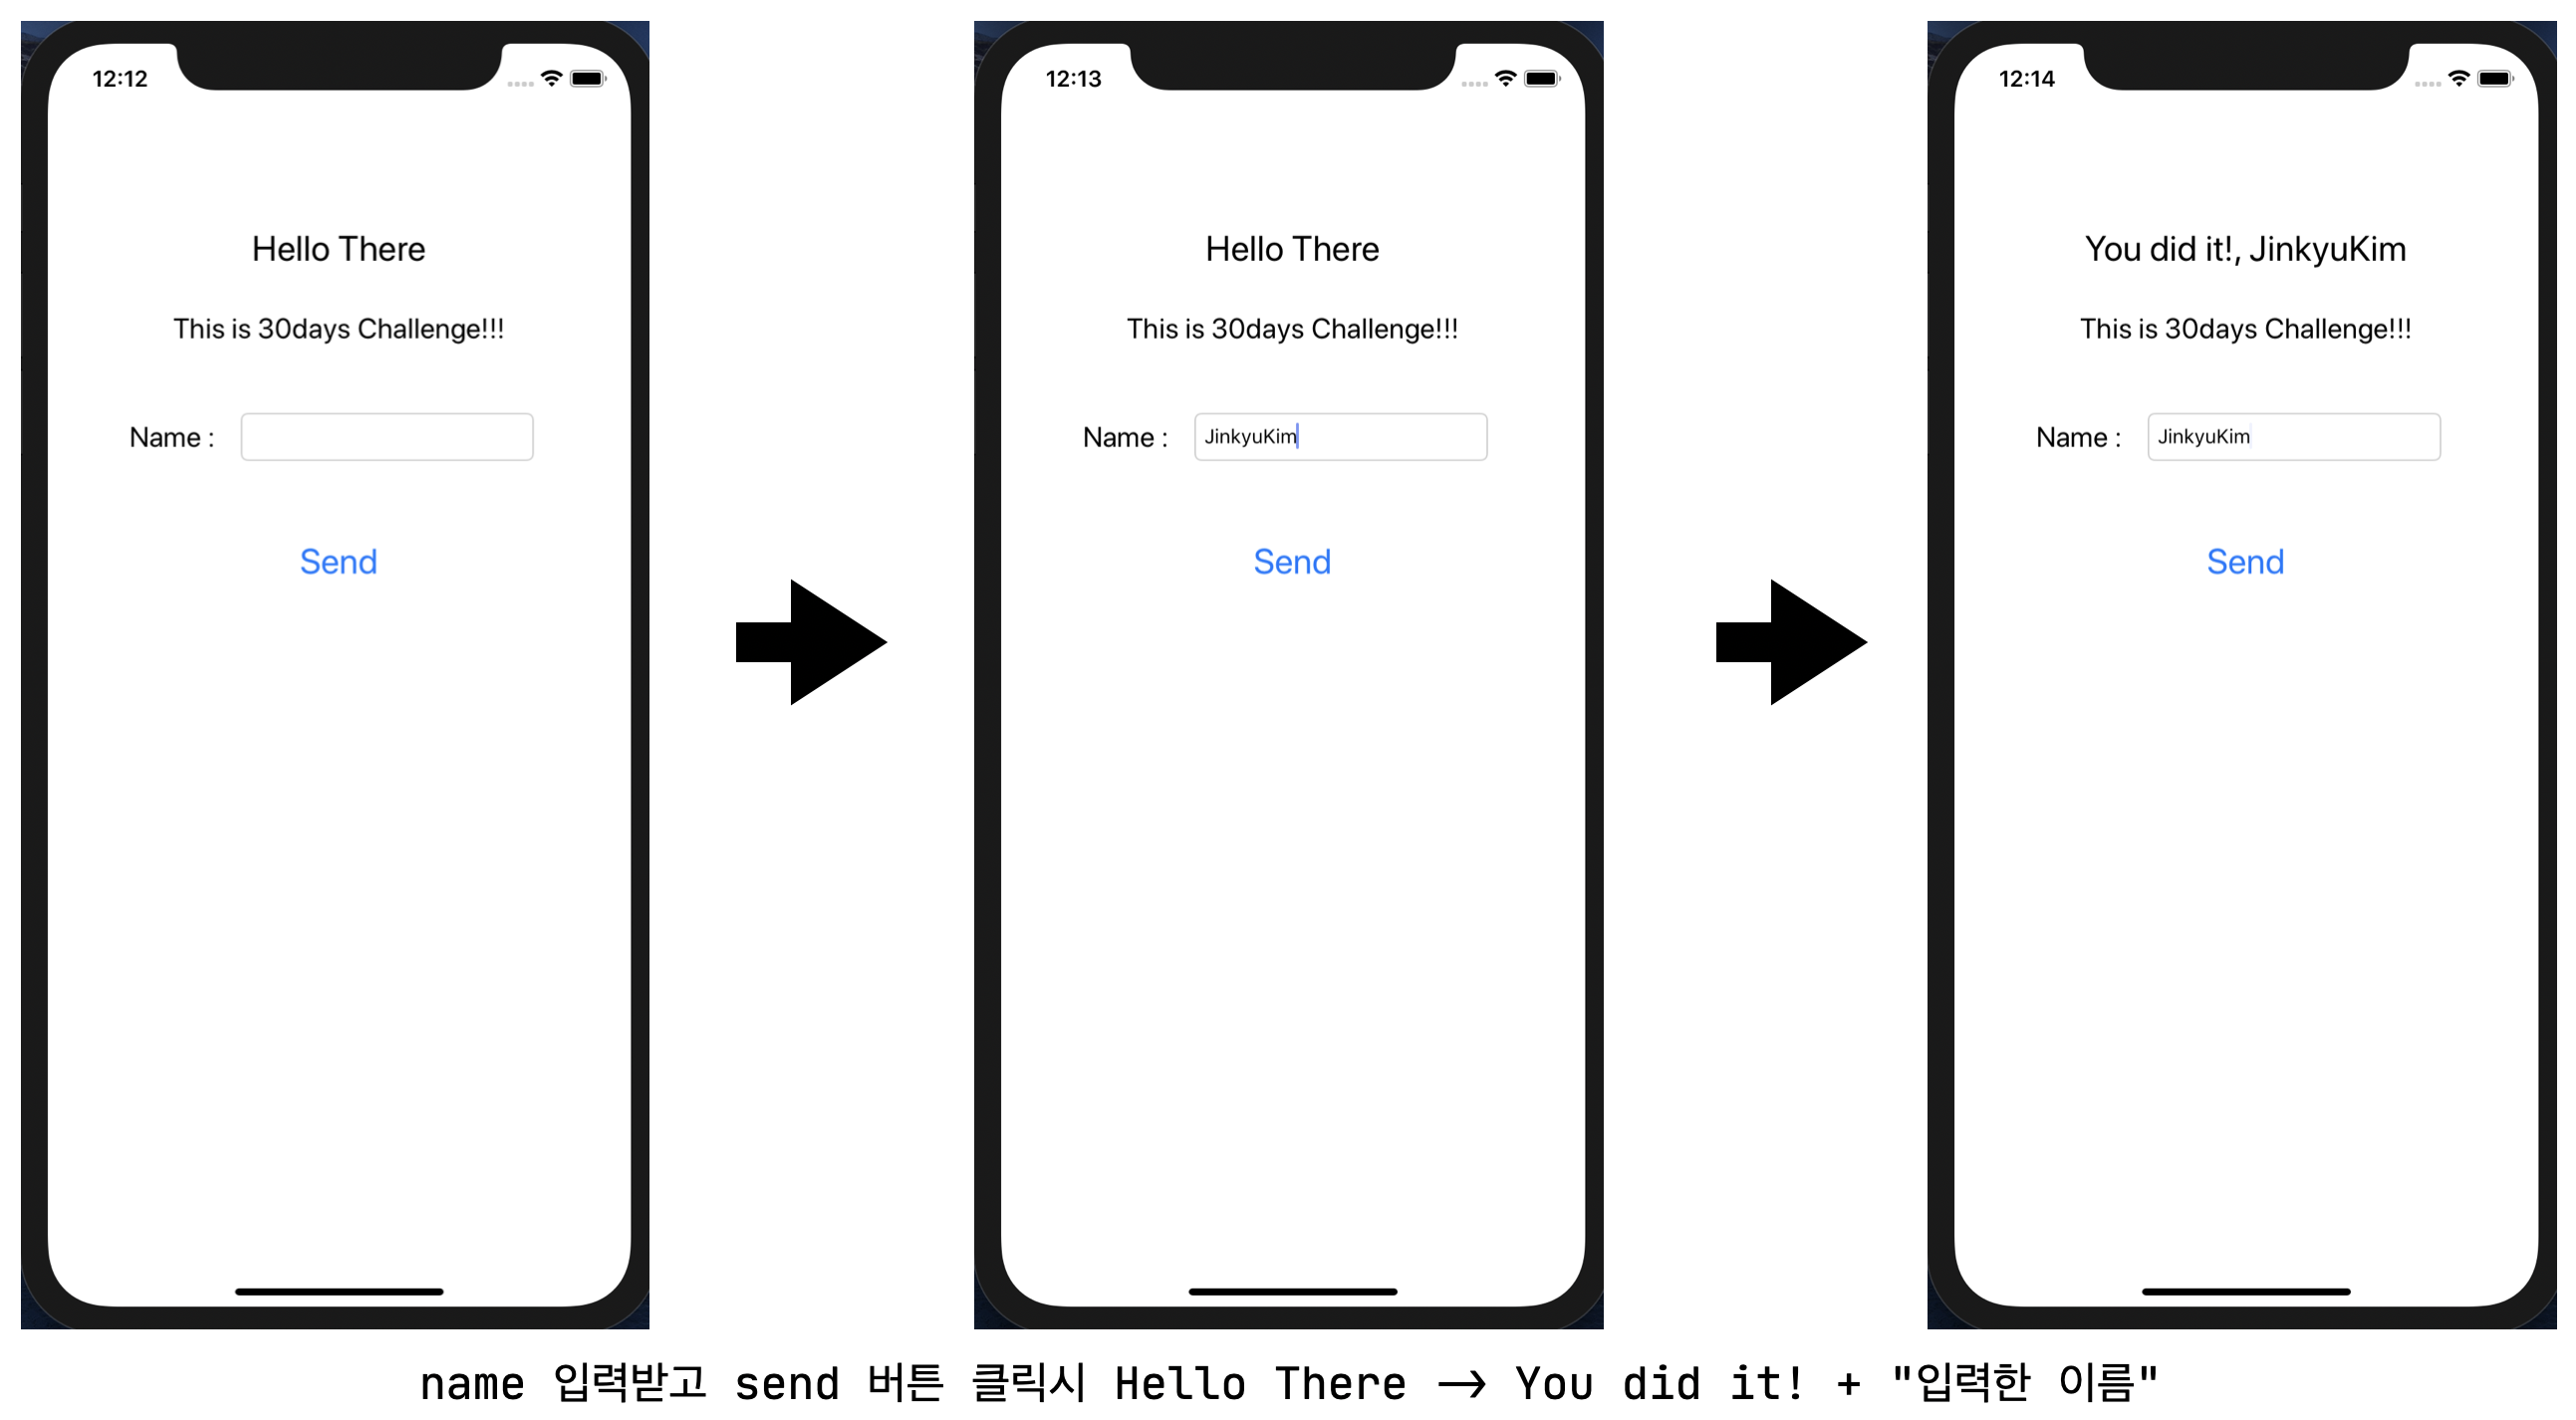 12:12
Hello There
This is 30days Challenge!!!
Name :
Send
12:13
Hello There
This is 30days Challenge!!!
Name : JinkyuKim
Send
12:14
You did it!, JinkyuKim
This is 30days Challenge!!!
Name : JinkyuKim
Send
name 입력받고 send 버튼 클릭시 Hello There → You did it! + "입력한 이름"